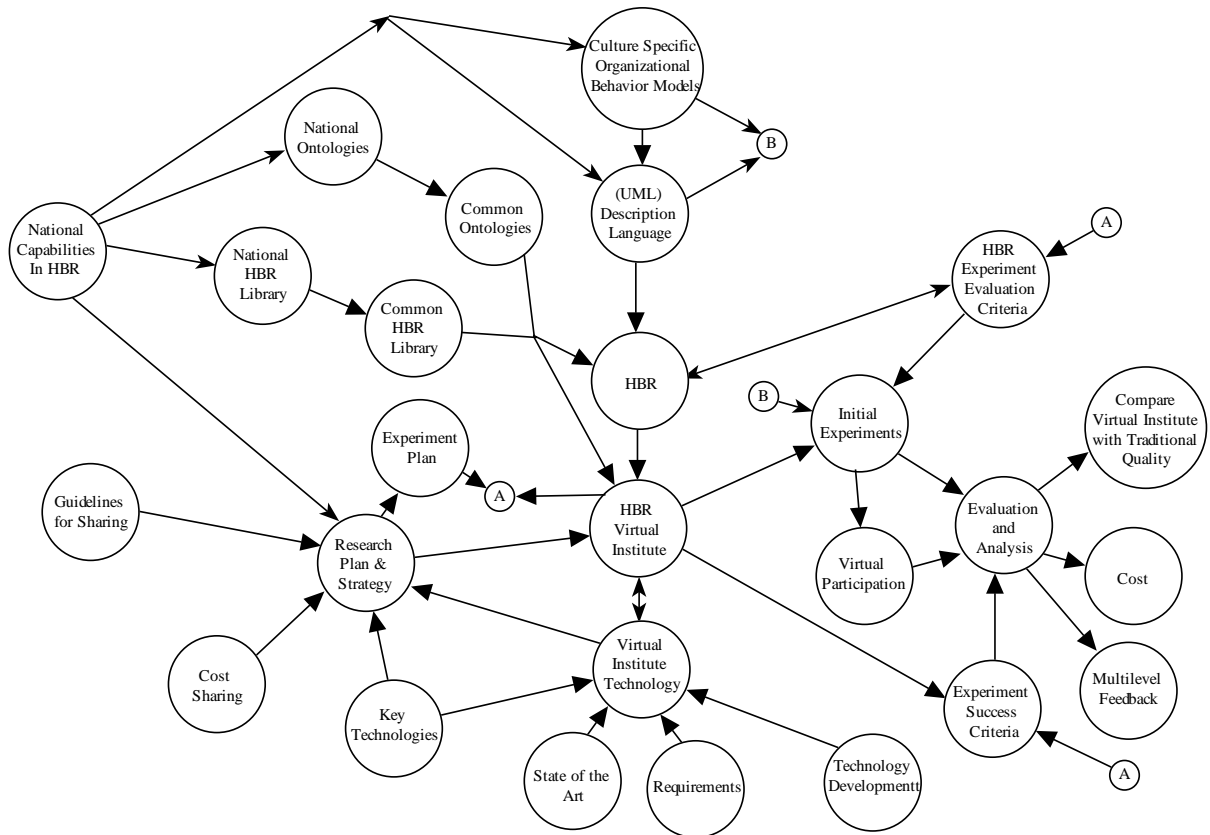 Culture Specific
Organizational
Behavior Models
B
National
Ontologies
(UML)
Description
Language
Common
Ontologies
National
Capabilities
In HBR
A
HBR
Experiment
Evaluation
Criteria
National
HBR
Library
Common
HBR
Library
HBR
B
Initial
Experiments
Compare
Virtual Institute
with Traditional
Quality
Experiment
Plan
A
Guidelines
for Sharing
HBR
Virtual
Institute
Evaluation
and
Analysis
Research
Plan &
Strategy
Virtual
Participation
Cost
Cost
Sharing
Virtual
Institute
Technology
Key
Technologies
Multilevel
Feedback
Experiment
Success
Criteria
State of the
Art
Requirements
Technology
Developmentt
A